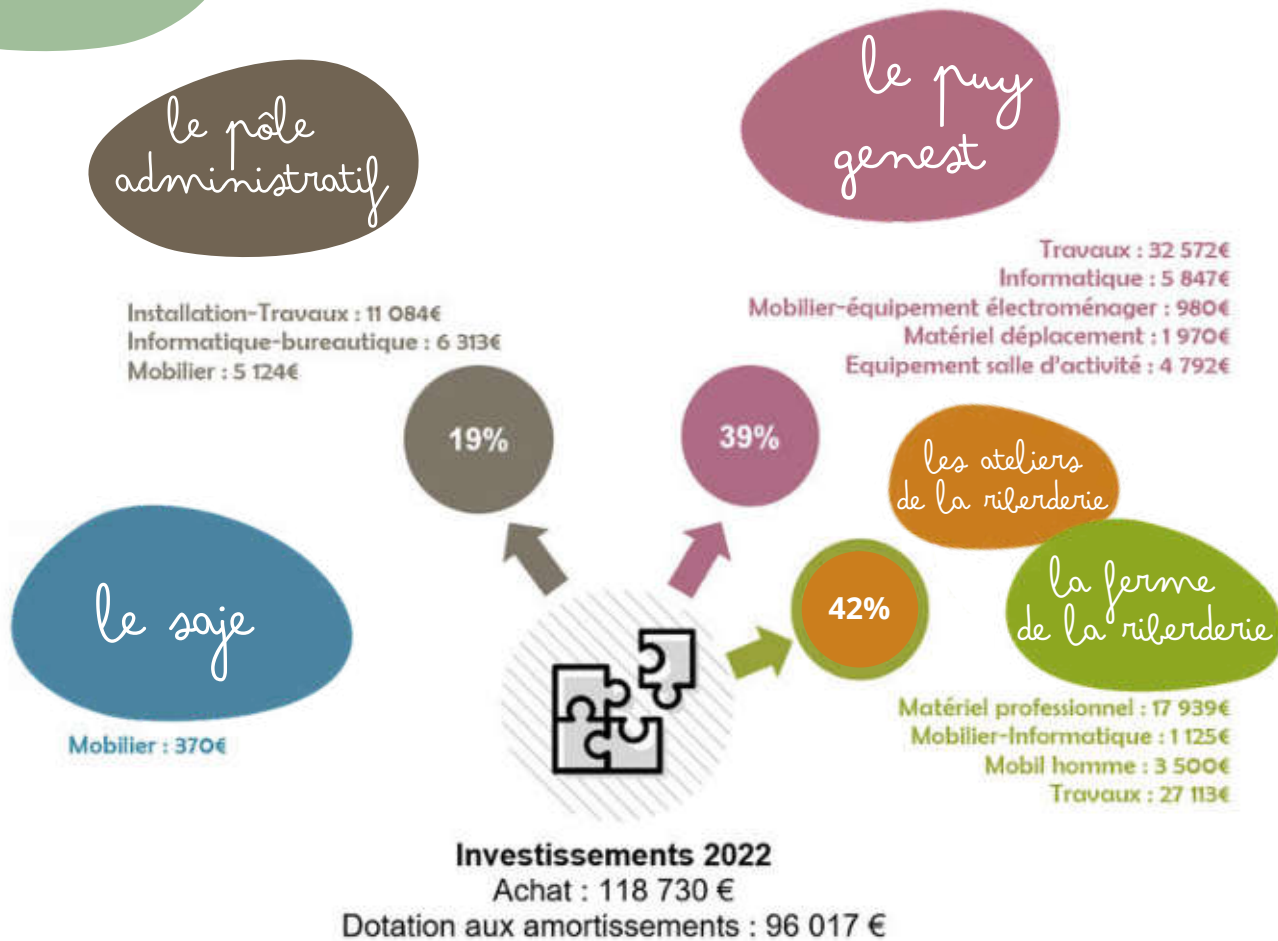 le pôle
administratif
le puy
genest
Installation-Travaux : 11 084€
Informatique-bureautique : 6 313€
Mobilier : 5 124€
Travaux : 32 572€
Informatique : 5 847€
Mobilier-équipement électroménager : 980€
Matériel déplacement : 1 970€
Equipement salle d'activité : 4 792€
19%
39%
les ateliers
de la riberderie
42%
la ferme
de la riberderie
le saje
Mobilier : 370€
Matériel professionnel : 17 939€
Mobilier-Informatique : 1 125€
Mobil homme : 3 500€
Travaux : 27 113€
Investissements 2022
Achat : 118 730 €
Dotation aux amortissements : 96 017 €